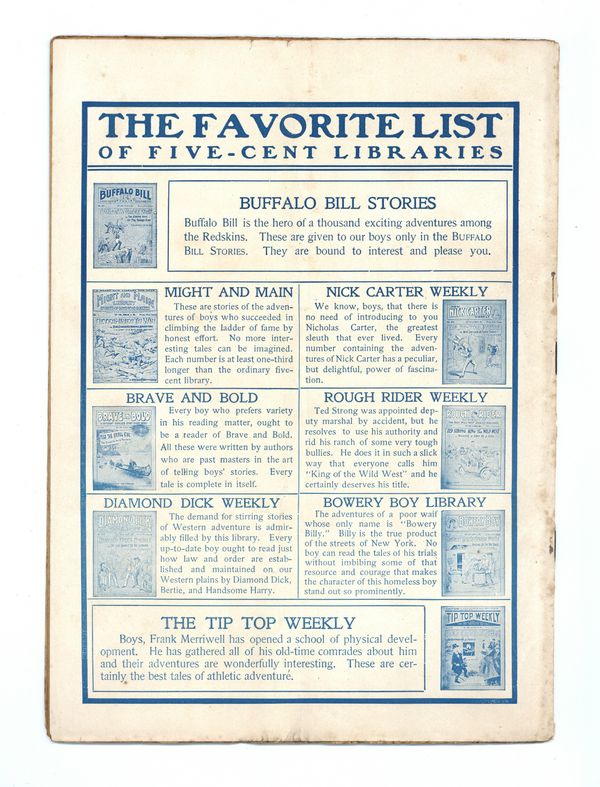 THE FAVORITE LIST
OF FIVE-CENT LIBRARIES
BUFFALO BILL
BUFFALO BILL STORIES
Buffalo Bill is the hero of a thousand exciting adventures among
the Redskins. These are given to our boys only in the BUFFALO
BILL STORIES. They are bound to interest and please you.
MIGHT AND MAIN
MIGHT AND MAIN
These are stories of the adven-
tures of boys who succeeded in
climbing the ladder of fame by
honest effort. No more inter-
esting tales can be imagined.
Each number is at least one-third
longer than the ordinary five-
cent library.
NICK CARTER WEEKLY
We know, boys, that there is
no need of introducing to you
Nicholas Carter, the greatest
sleuth that ever lived. Every
number containing the adven-
tures of Nick Carter has a peculiar,
but delightful, power of fascina-
tion.
NICK CARTER
BRAVE AND BOLD
BRAVE AND BOLD
Every boy who prefers variety
in his reading matter, ought to
be a reader of Brave and Bold.
All these were written by authors
who are past masters in the art
of telling boys' stories. Every
tale is complete in itself.
ROUGH RIDER WEEKLY
Ted Strong was appointed dep-
uty marshal by accident, but he
resolves to use his authority and
rid his ranch of some very tough
bullies. He does it in such a slick
way that everyone calls him
"King of the Wild West" and he
certainly deserves his title.
ROUGH RIDER
DIAMOND DICK WEEKLY
DIAMOND DICK
The demand for stirring stories
of Western adventure is admir-
ably filled by this library. Every
up-to-date boy ought to read just
how law and order are estab-
lished and maintained on our
Western plains by Diamond Dick,
Bertie, and Handsome Harry.
BOWERY BOY LIBRARY
The adventures of a poor waif
whose only name is "Bowery
Billy." Billy is the true product
of the streets of New York. No
boy can read the tales of his trials
without imbibing some of that
resource and courage that makes
the character of this homeless boy
stand out so prominently.
BOWERY BOY
THE TIP TOP WEEKLY
Boys, Frank Merriwell has opened a school of physical devel-
opment. He has gathered all of his old-time comrades about him
and their adventures are wonderfully interesting. These are cer-
tainly the best tales of athletic adventure.
TIP TOP WEEKLY